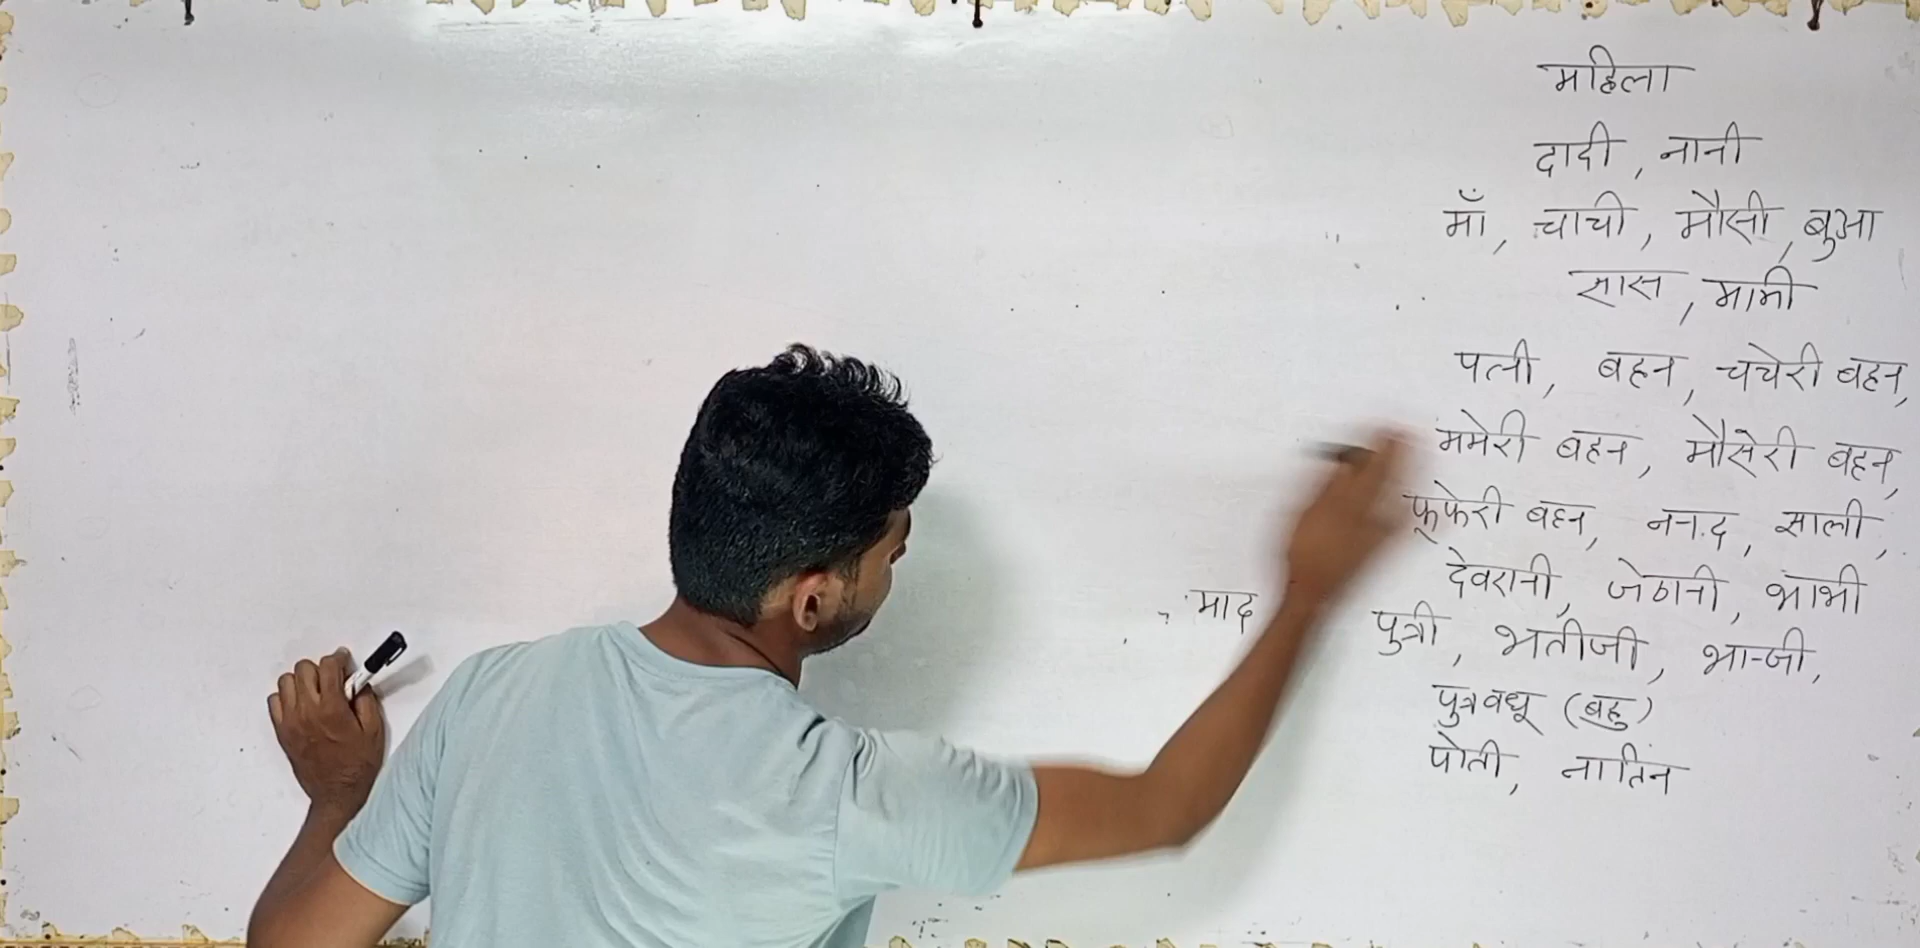 महिला
दादी, नानी
माँ, चाची, मौसी, बुआ
सास, मामी
पत्नी, बहन, चचेरी बहन,
ममेरी बहन, मौसेरी बहन,
फूफेरी बहन, ननद, साली,
देवरानी, जेठानी, भाभी
माद
पुत्री, भतीजी, भान्जी,
पुत्रवधू (बहु)
पोती, नातिन